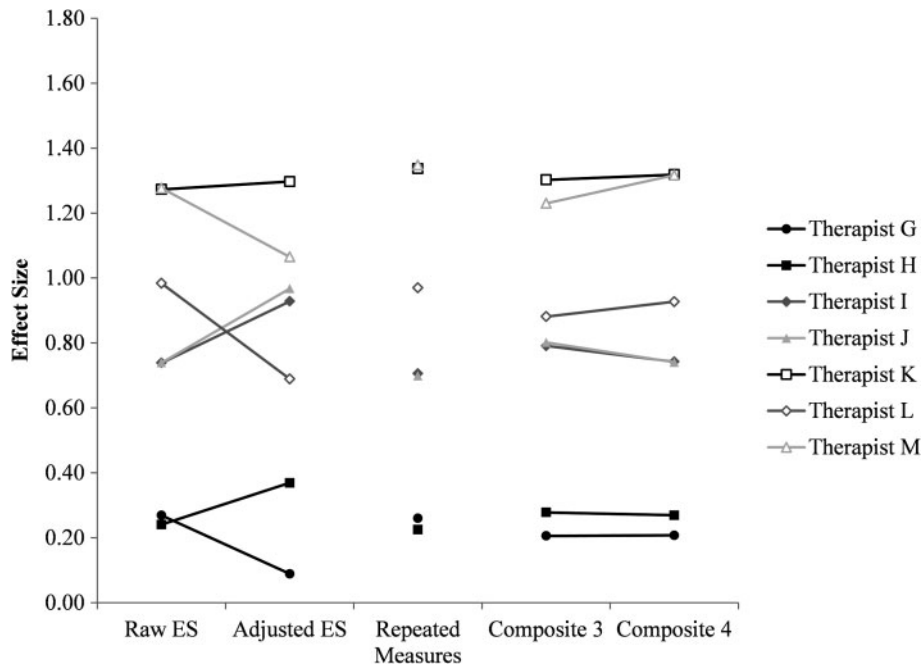 1.80
1.60
1.40
1.20
1.00
0.80
0.60
0.40
0.20
0.00
Effect Size
Raw ES
Adjusted ES
Repeated
Measures
Composite 3
Composite 4
Therapist G
Therapist H
Therapist I
Therapist J
Therapist K
Therapist L
Therapist M